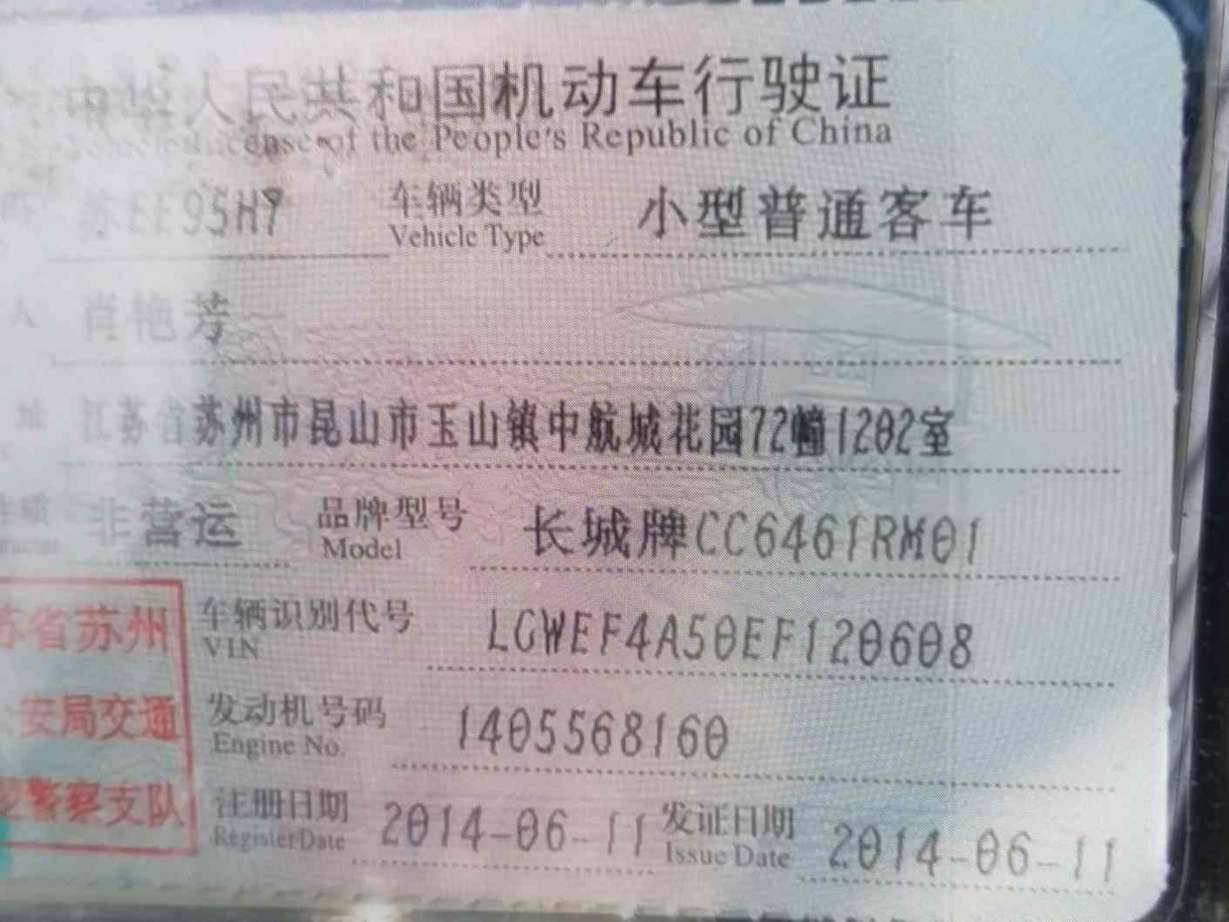 中华人民共和国机动车行驶证
Vehicle License of the People's Republic of China
苏EE95H7 车辆类型 Vehicle Type 小型普通客车
人 肖艳芳
址 江苏省苏州市昆山市玉山镇中航城花园72幢1202室
非营运 品牌型号 Model 长城牌CC6461RM01
苏省苏州 车辆识别代号 VIN LGWEF4A50EF120608
安局交通 发动机号码 Engine No. 1405568160
警察支队 注册日期 Register Date 2014-06-11 发证日期 Issue Date 2014-06-11